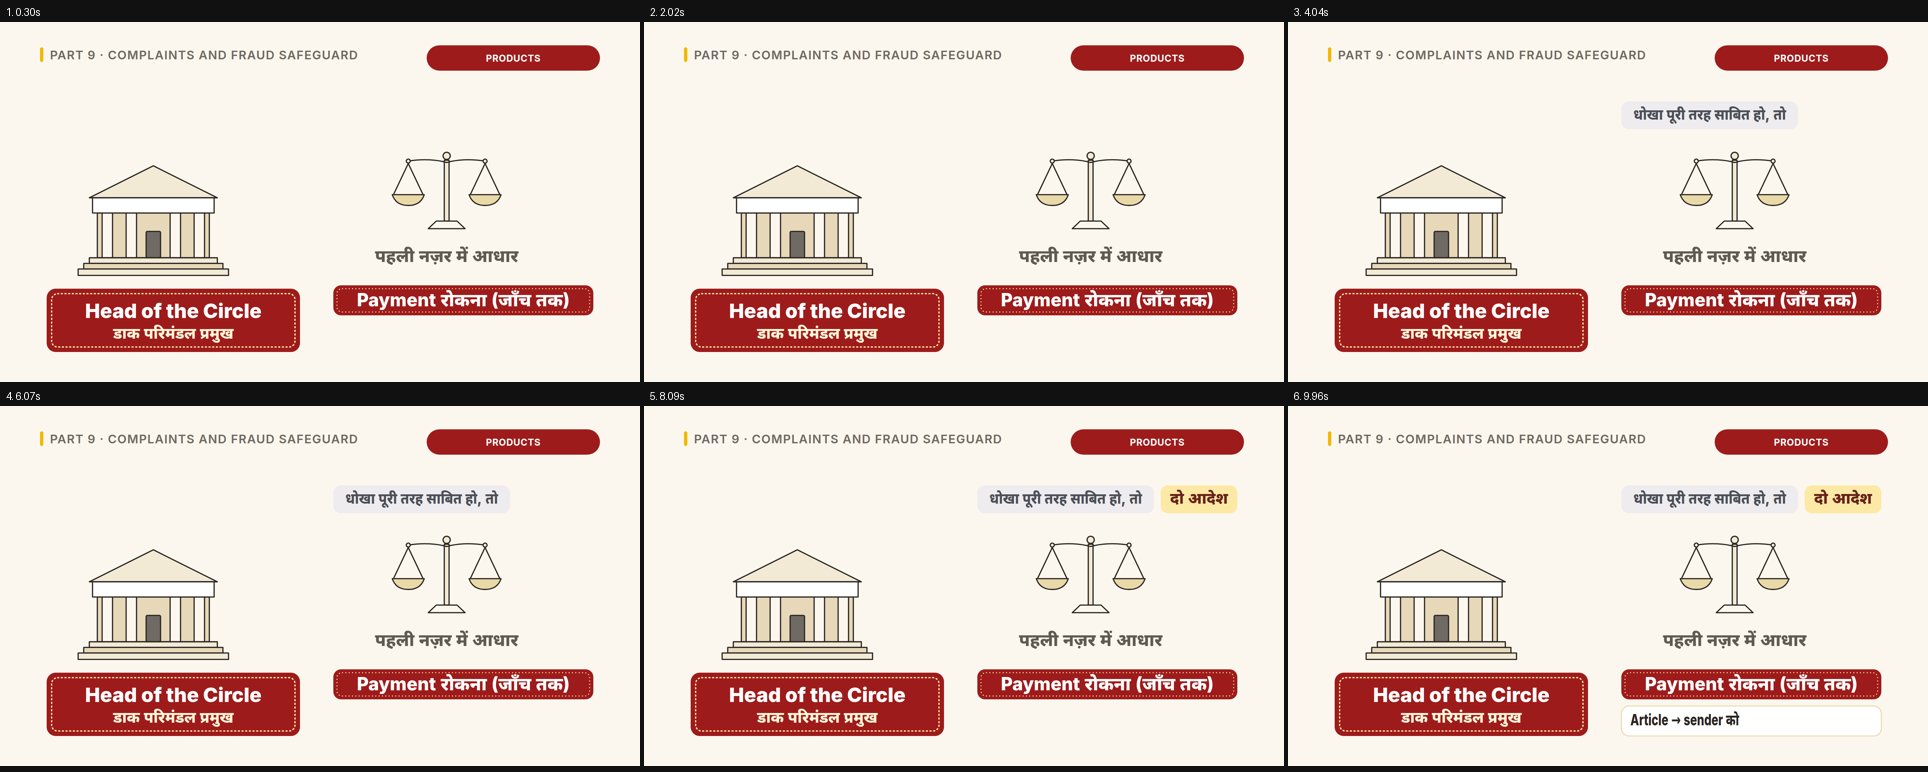 1. 0.30s
PART 9 · COMPLAINTS AND FRAUD SAFEGUARD
PRODUCTS
पहली नज़र में आधार
Head of the Circle
डाक परिमंडल प्रमुख
Payment रोकना (जाँच तक)
2. 2.02s
PART 9 · COMPLAINTS AND FRAUD SAFEGUARD
PRODUCTS
पहली नज़र में आधार
Head of the Circle
डाक परिमंडल प्रमुख
Payment रोकना (जाँच तक)
3. 4.04s
PART 9 · COMPLAINTS AND FRAUD SAFEGUARD
PRODUCTS
धोखा पूरी तरह साबित हो, तो
पहली नज़र में आधार
Head of the Circle
डाक परिमंडल प्रमुख
Payment रोकना (जाँच तक)
4. 6.07s
PART 9 · COMPLAINTS AND FRAUD SAFEGUARD
PRODUCTS
धोखा पूरी तरह साबित हो, तो
पहली नज़र में आधार
Head of the Circle
डाक परिमंडल प्रमुख
Payment रोकना (जाँच तक)
5. 8.09s
PART 9 · COMPLAINTS AND FRAUD SAFEGUARD
PRODUCTS
धोखा पूरी तरह साबित हो, तो
दो आदेश
पहली नज़र में आधार
Head of the Circle
डाक परिमंडल प्रमुख
Payment रोकना (जाँच तक)
6. 9.96s
PART 9 · COMPLAINTS AND FRAUD SAFEGUARD
PRODUCTS
धोखा पूरी तरह साबित हो, तो
दो आदेश
पहली नज़र में आधार
Head of the Circle
डाक परिमंडल प्रमुख
Payment रोकना (जाँच तक)
Article → sender को